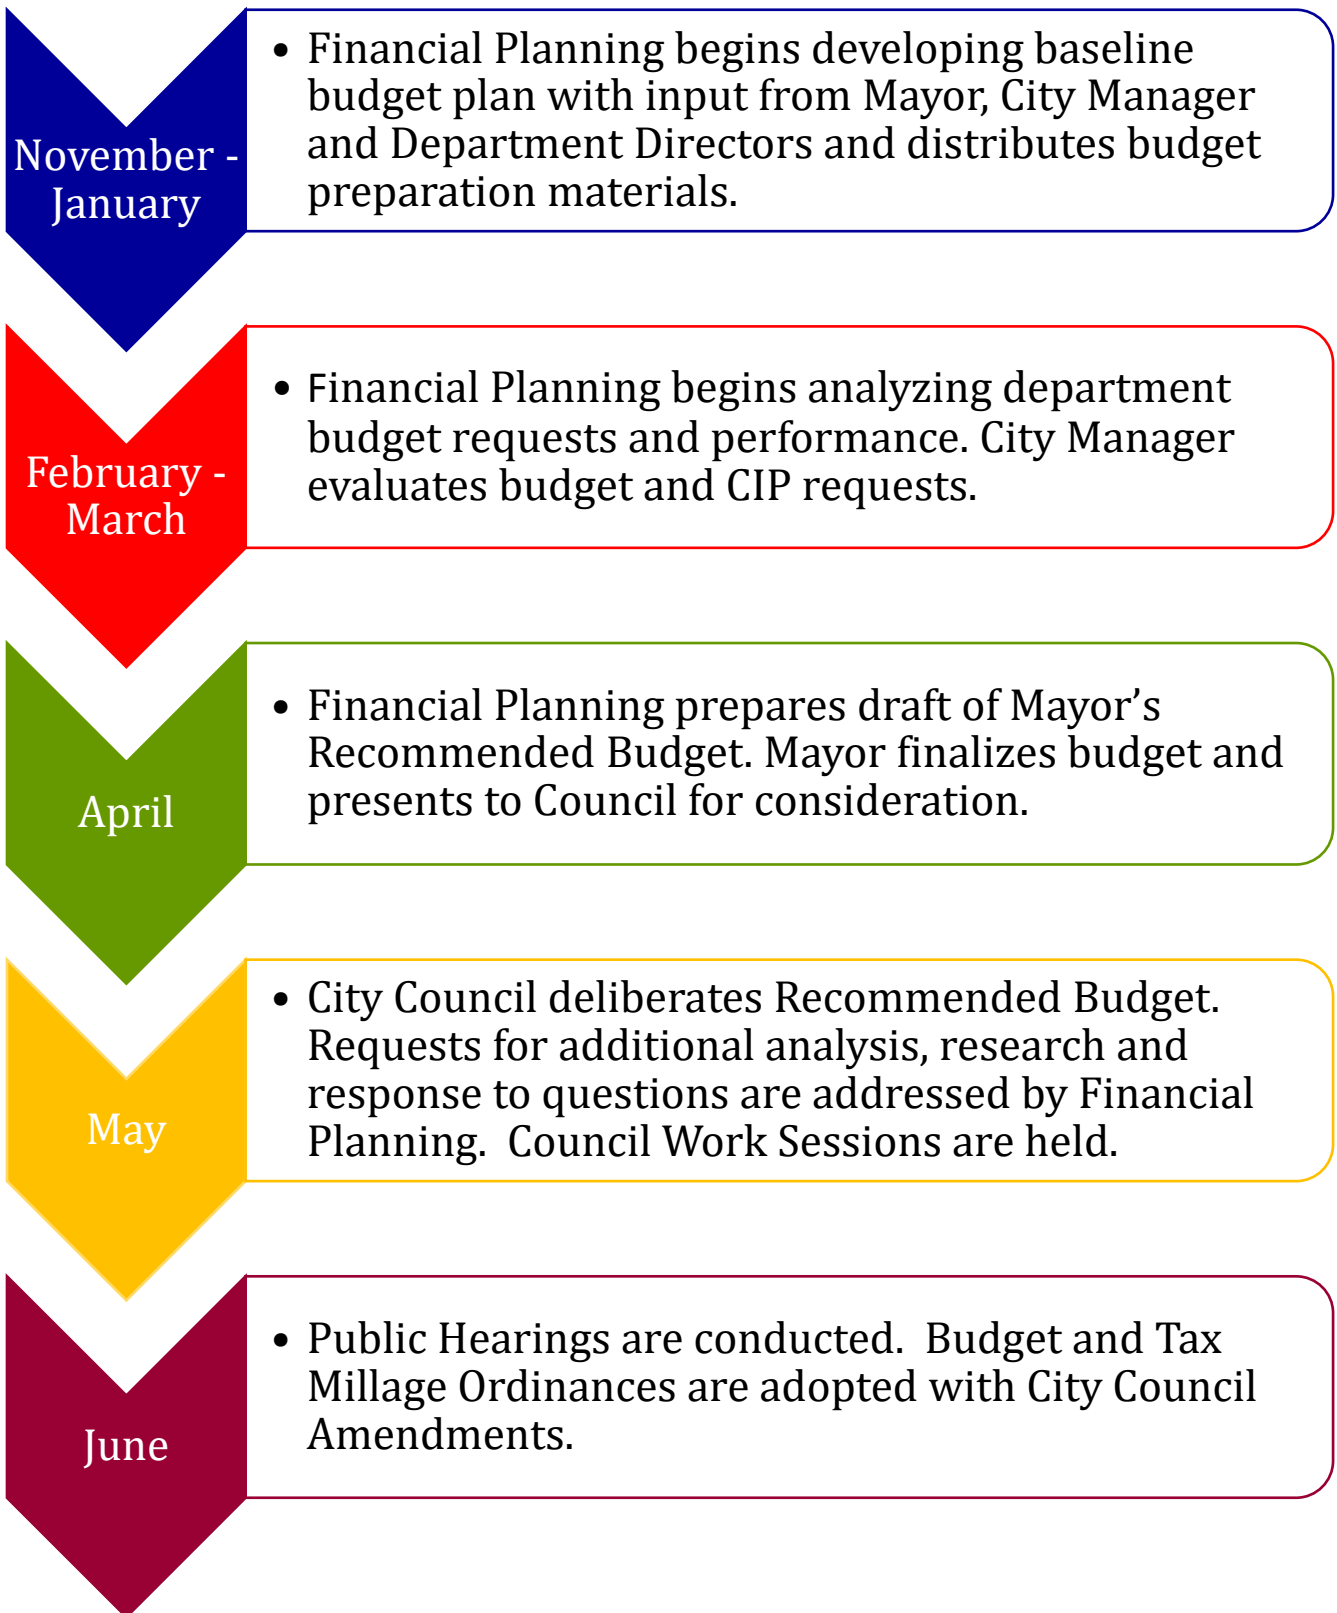 November -
January
• Financial Planning begins developing baseline
budget plan with input from Mayor, City Manager
and Department Directors and distributes budget
preparation materials.
February -
March
• Financial Planning begins analyzing department
budget requests and performance. City Manager
evaluates budget and CIP requests.
April
• Financial Planning prepares draft of Mayor’s
Recommended Budget. Mayor finalizes budget and
presents to Council for consideration.
May
• City Council deliberates Recommended Budget.
Requests for additional analysis, research and
response to questions are addressed by Financial
Planning.  Council Work Sessions are held.
June
• Public Hearings are conducted.  Budget and Tax
Millage Ordinances are adopted with City Council
Amendments.